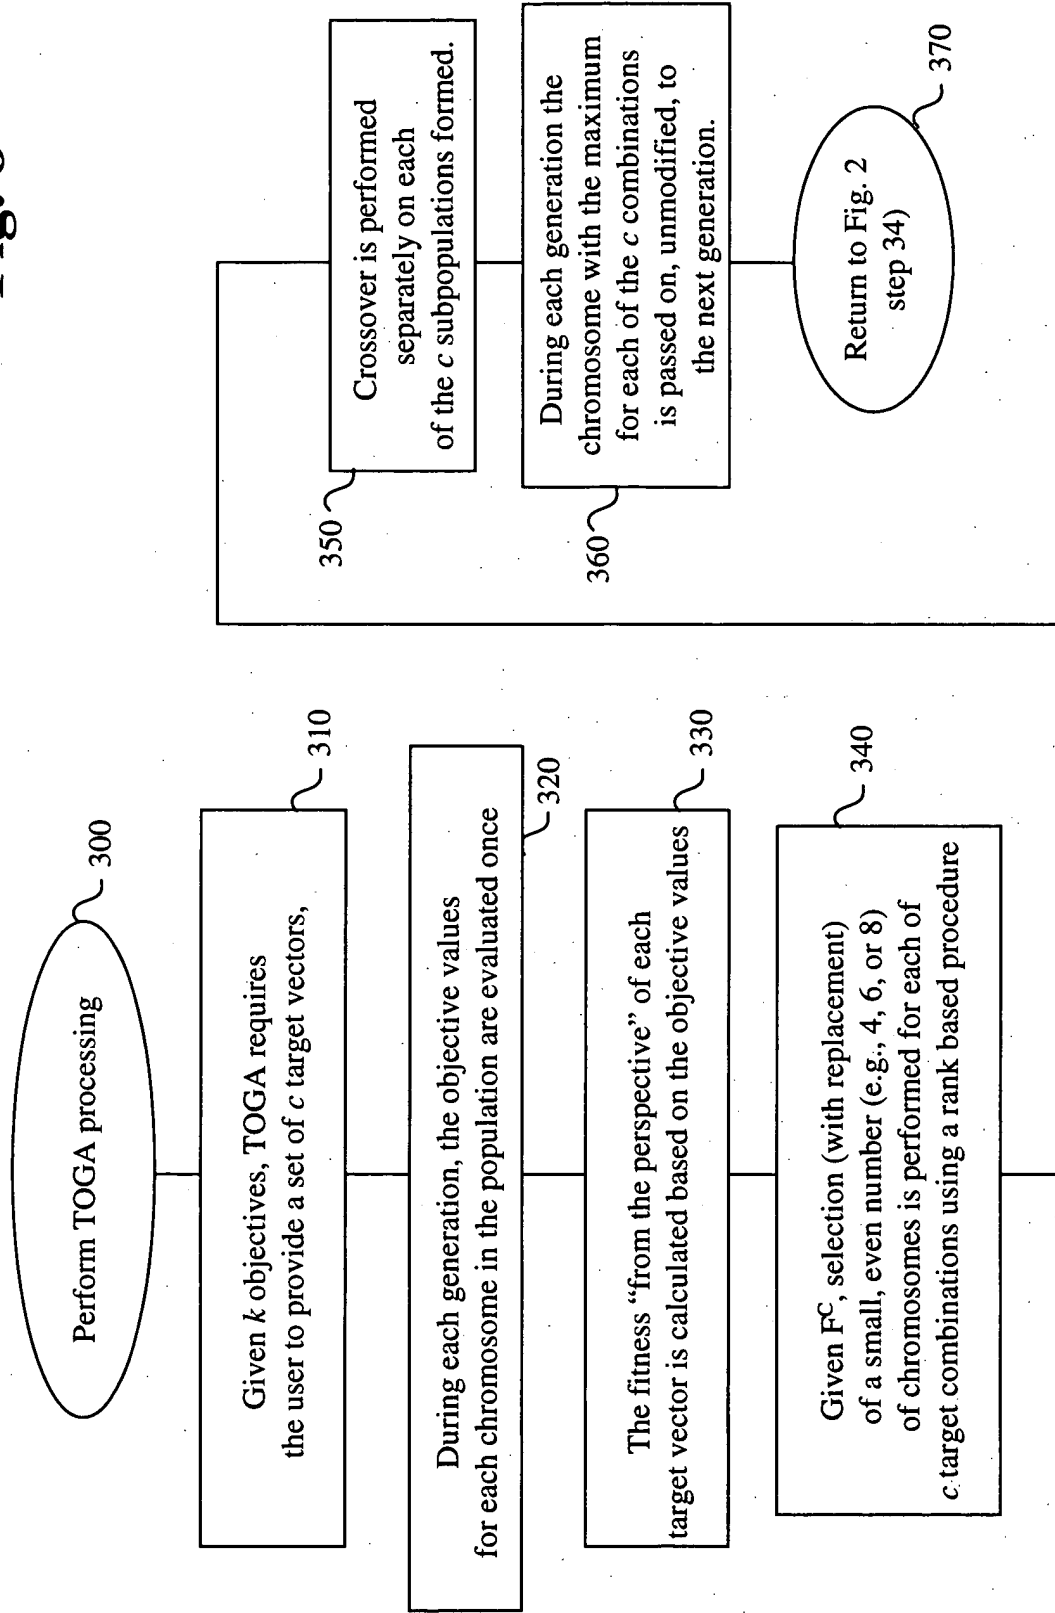 Perform TOGA processing
300
Given k objectives, TOGA requires
the user to provide a set of c target vectors,
310
During each generation, the objective values
for each chromosome in the population are evaluated once
320
The fitness “from the perspective” of each
target vector is calculated based on the objective values
330
Given F^C, selection (with replacement)
of a small, even number (e.g., 4, 6, or 8)
of chromosomes is performed for each of
c target combinations using a rank based procedure
340
Crossover is performed
separately on each
of the c subpopulations formed.
350
During each generation the
chromosome with the maximum
for each of the c combinations
is passed on, unmodified, to
the next generation.
360
Return to Fig. 2
step 34)
370